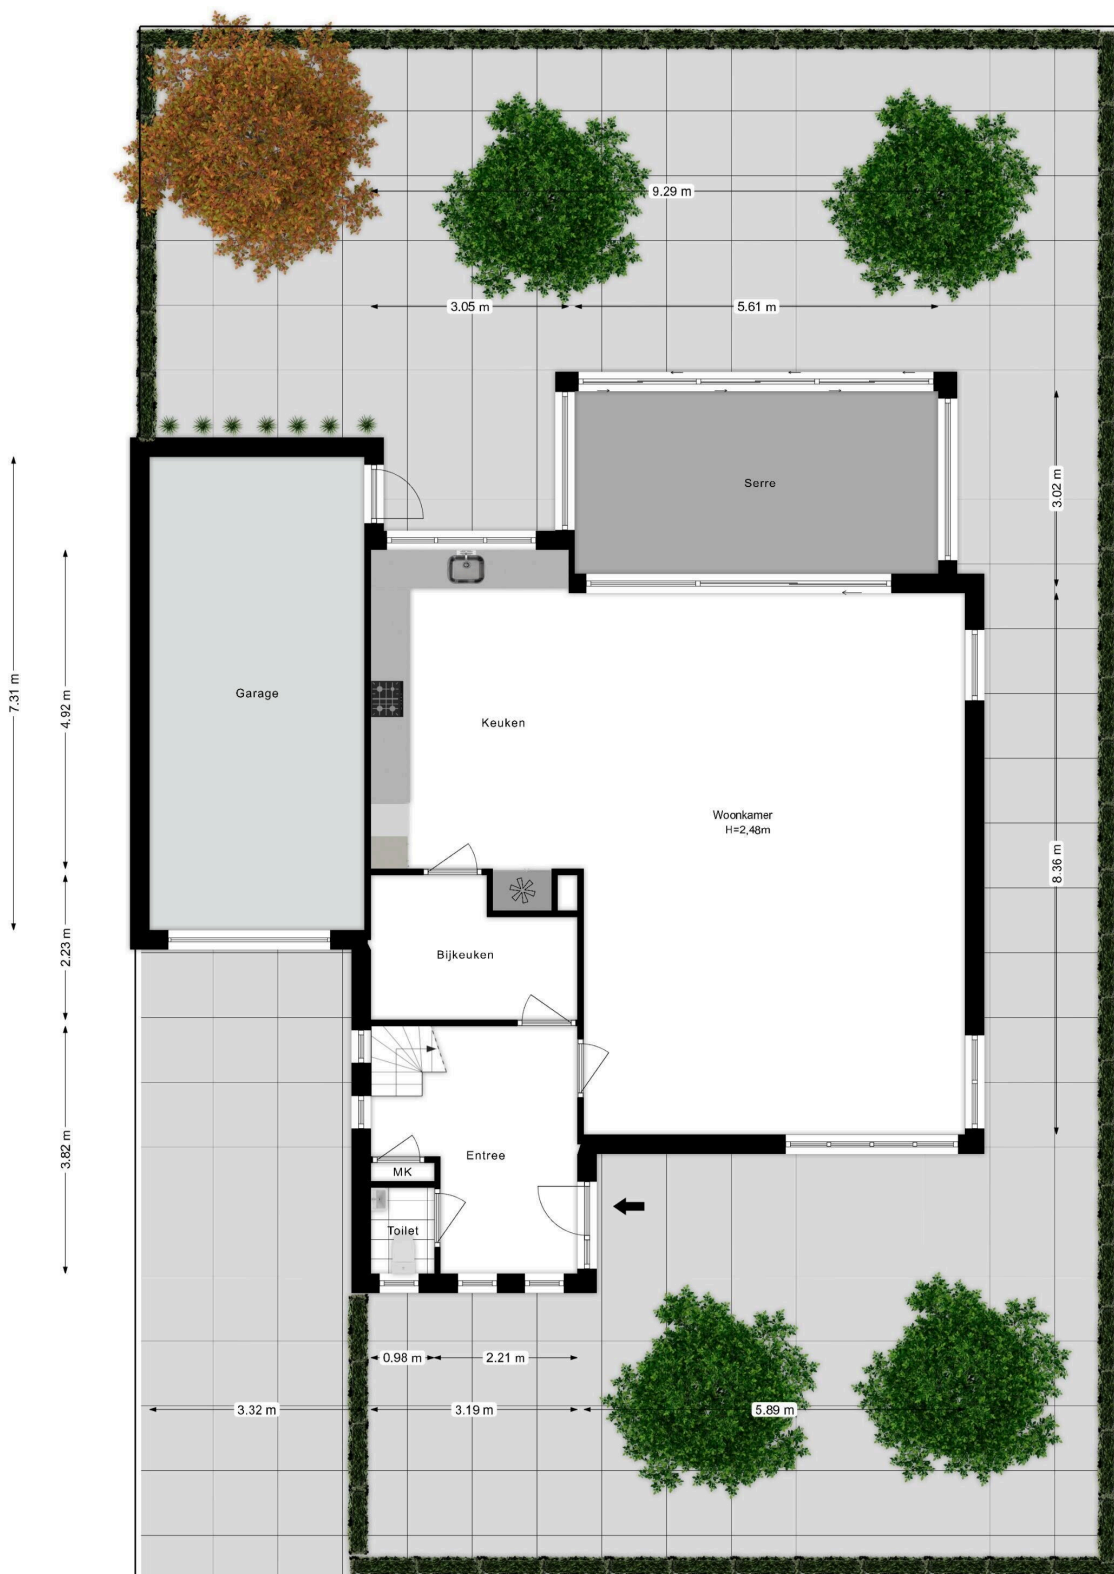 9.29 m
3.05 m
5.61 m
Serre
3.02 m
7.31 m
4.92 m
Garage
Keuken
Woonkamer
H=2,48m
8.36 m
2.23 m
Bijkeuken
3.82 m
Entree
MK
Toilet
0.98 m
2.21 m
3.32 m
3.19 m
5.89 m